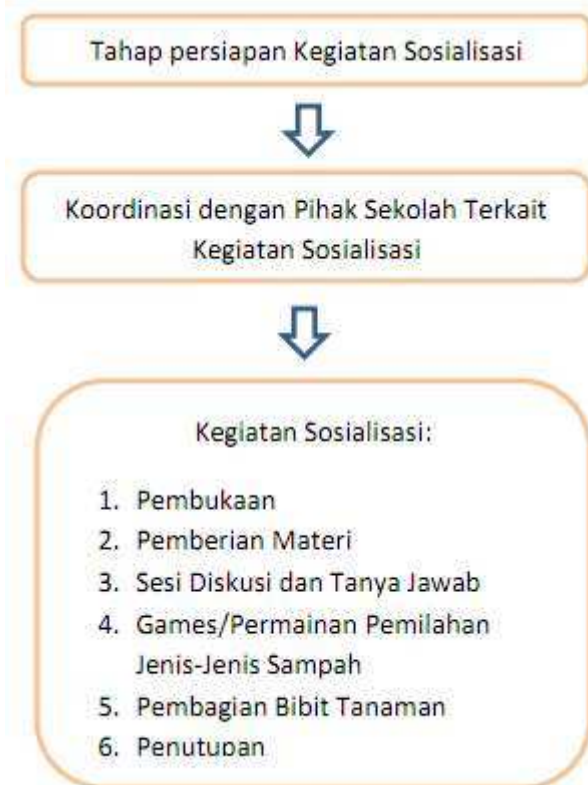 Tahap persiapan Kegiatan Sosialisasi
Koordinasi dengan Pihak Sekolah Terkait
Kegiatan Sosialisasi
Kegiatan Sosialisasi:
1. Pembukaan
2. Pemberian Materi
3. Sesi Diskusi dan Tanya Jawab
4. Games/Permainan Pemilahan
Jenis-Jenis Sampah
5. Pembagian Bibit Tanaman
6. Penutupan